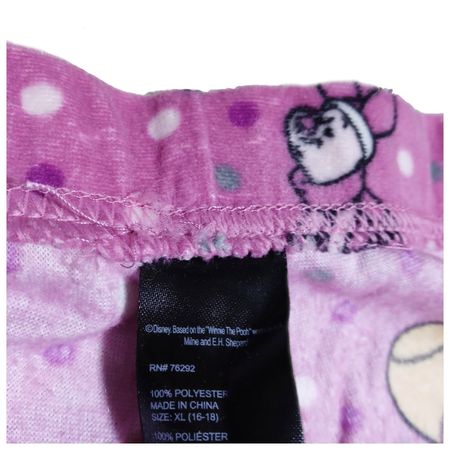 ©Disney. Based on the "Winnie The Pooh"
Milne and E.H. Shepard
RN# 76292
100% POLYESTER
MADE IN CHINA
SIZE: XL (16-18)
100% POLIÉSTER